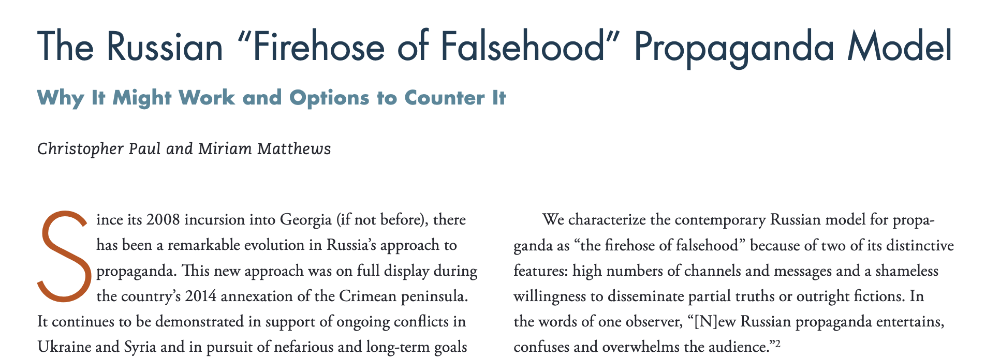 The Russian “Firehose of Falsehood” Propaganda Model
Why It Might Work and Options to Counter It
Christopher Paul and Miriam Matthews
Since its 2008 incursion into Georgia (if not before), there
has been a remarkable evolution in Russia’s approach to
propaganda. This new approach was on full display during
the country’s 2014 annexation of the Crimean peninsula.
It continues to be demonstrated in support of ongoing conflicts in
Ukraine and Syria and in pursuit of nefarious and long-term goals
We characterize the contemporary Russian model for propa-
ganda as “the firehose of falsehood” because of two of its distinctive
features: high numbers of channels and messages and a shameless
willingness to disseminate partial truths or outright fictions. In
the words of one observer, “[N]ew Russian propaganda entertains,
confuses and overwhelms the audience.”²